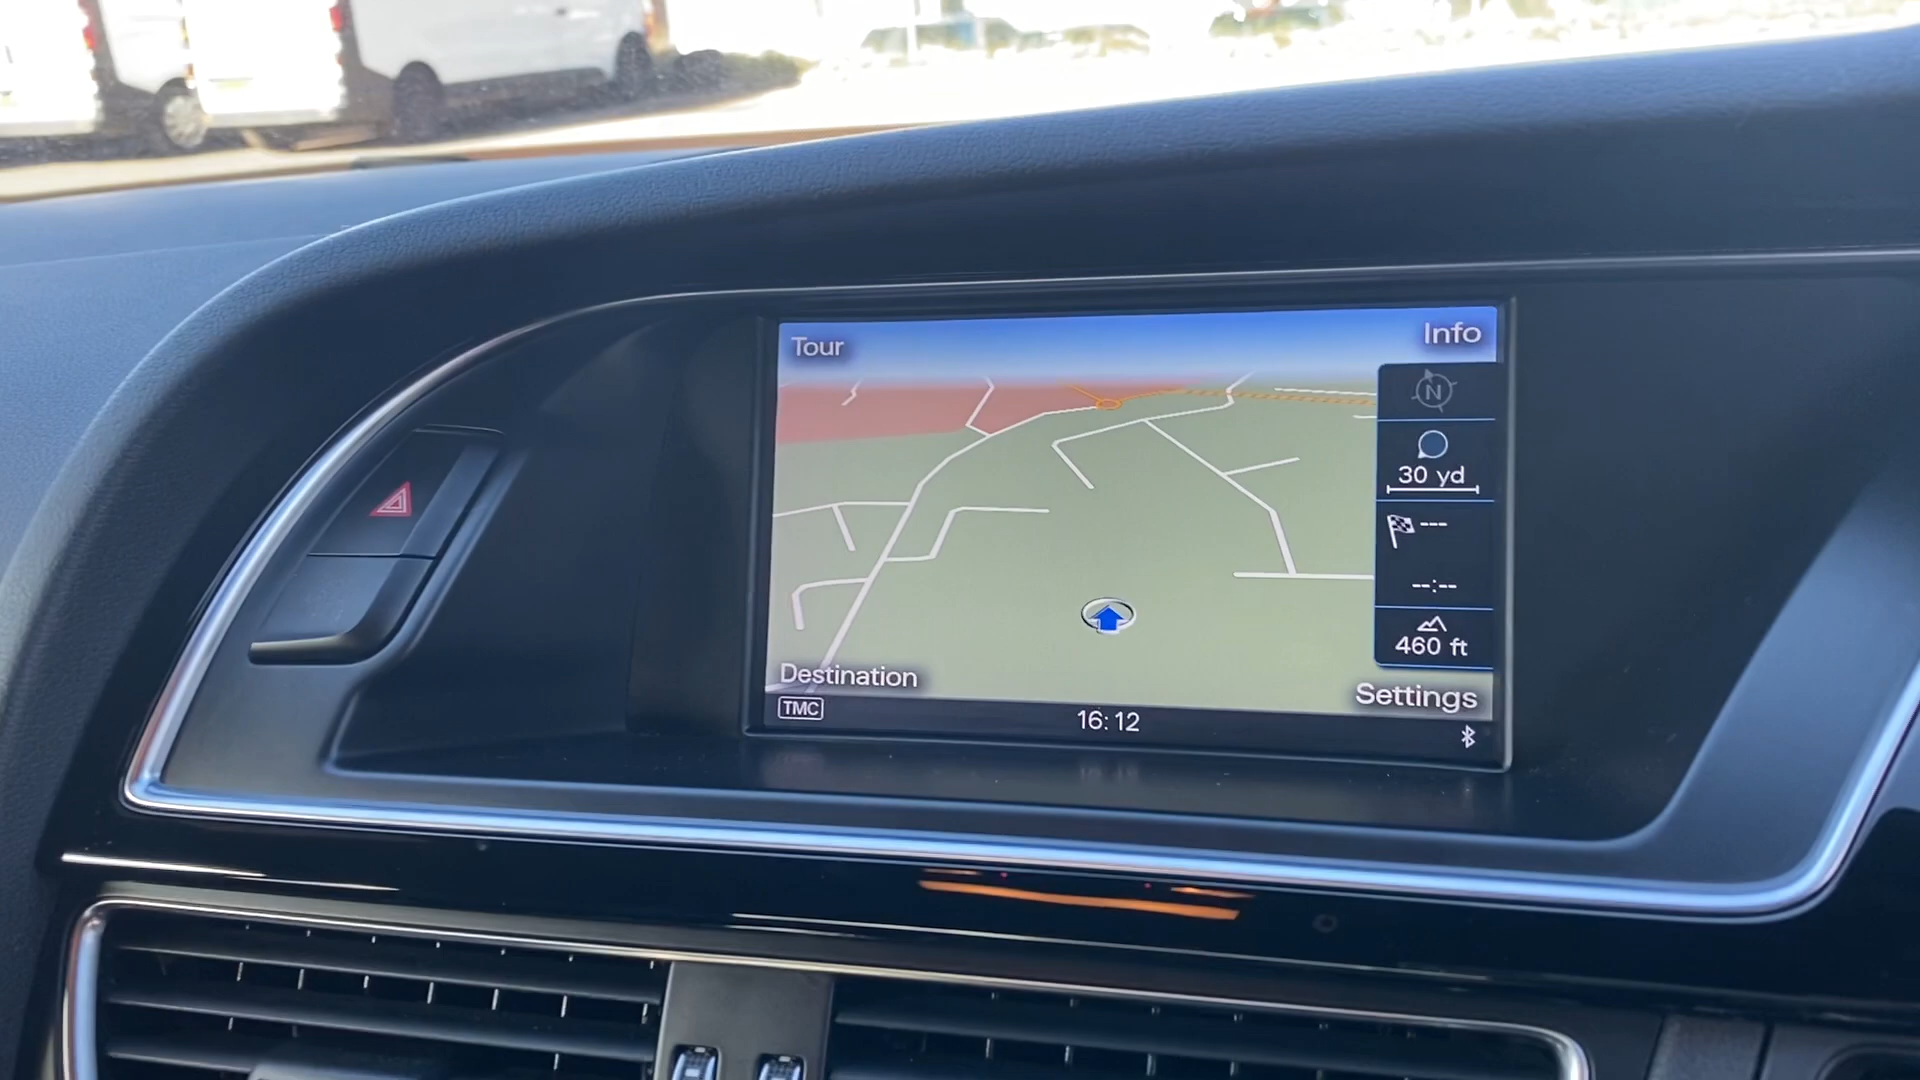 Tour
Info
N
30 yd
---
--:--
460 ft
Destination
Settings
TMC
16:12